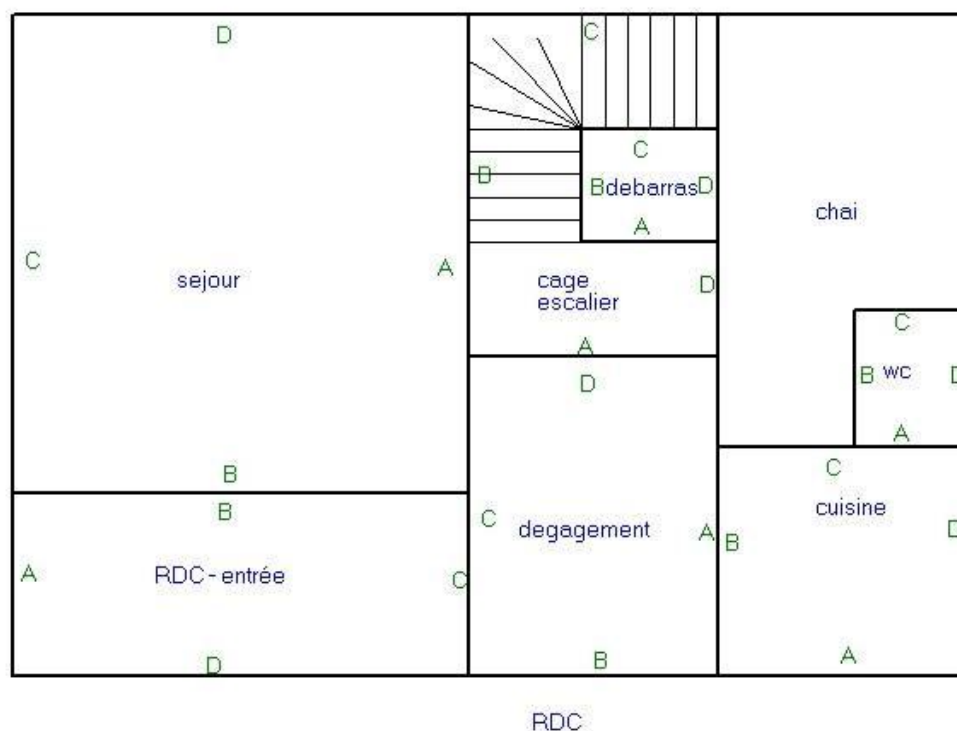 D
C
C
B debarras D
chai
A
C
sejour
A
cage
escalier
D
B
A
C
B wc D
D
A
B
C
cuisine
B
C
degagement
A
B
D
A
RDC - entrée
C
D
B
A
D
RDC